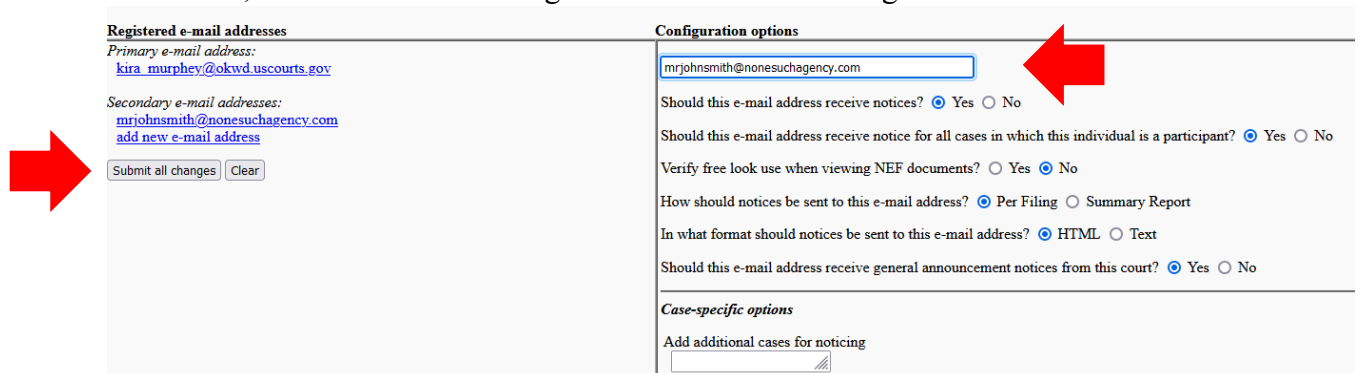 Registered e-mail addresses
Primary e-mail address:
kira_murphey@okwd.uscourts.gov
Secondary e-mail addresses:
mrjohnsmith@nonesuchagency.com
add new e-mail address
Submit all changes Clear
Configuration options
mrjohnsmith@nonesuchagency.com
Should this e-mail address receive notices? Yes No
Should this e-mail address receive notice for all cases in which this individual is a participant? Yes No
Verify free look use when viewing NEF documents? Yes No
How should notices be sent to this e-mail address? Per Filing Summary Report
In what format should notices be sent to this e-mail address? HTML Text
Should this e-mail address receive general announcement notices from this court? Yes No
Case-specific options
Add additional cases for noticing